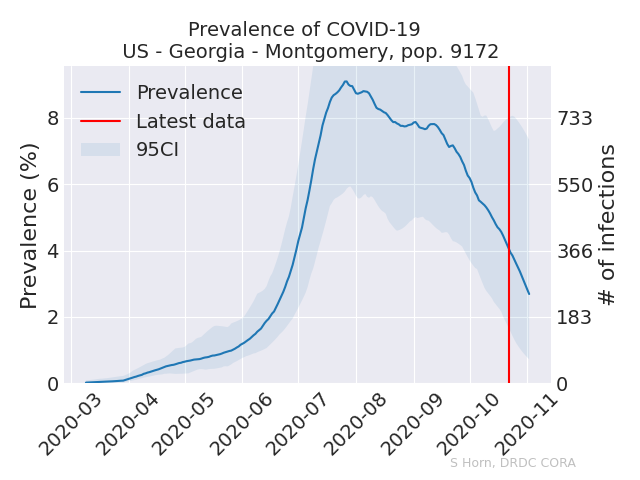 Prevalence of COVID-19
US - Georgia - Montgomery, pop. 9172
Prevalence
Latest data
95CI
Prevalence (%)
8
6
4
2
0
733
550
366
183
0
# of infections
2020-03
2020-04
2020-05
2020-06
2020-07
2020-08
2020-09
2020-10
2020-11
S Horn, DRDC CORA